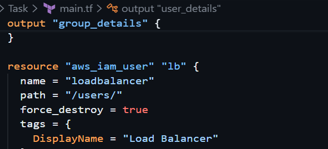 Task > main.tf > output "user_details"
output "group_details" {
}
resource "aws_iam_user" "lb" {
name = "loadbalancer"
path = "/users/"
force_destroy = true
tags = {
DisplayName = "Load Balancer"